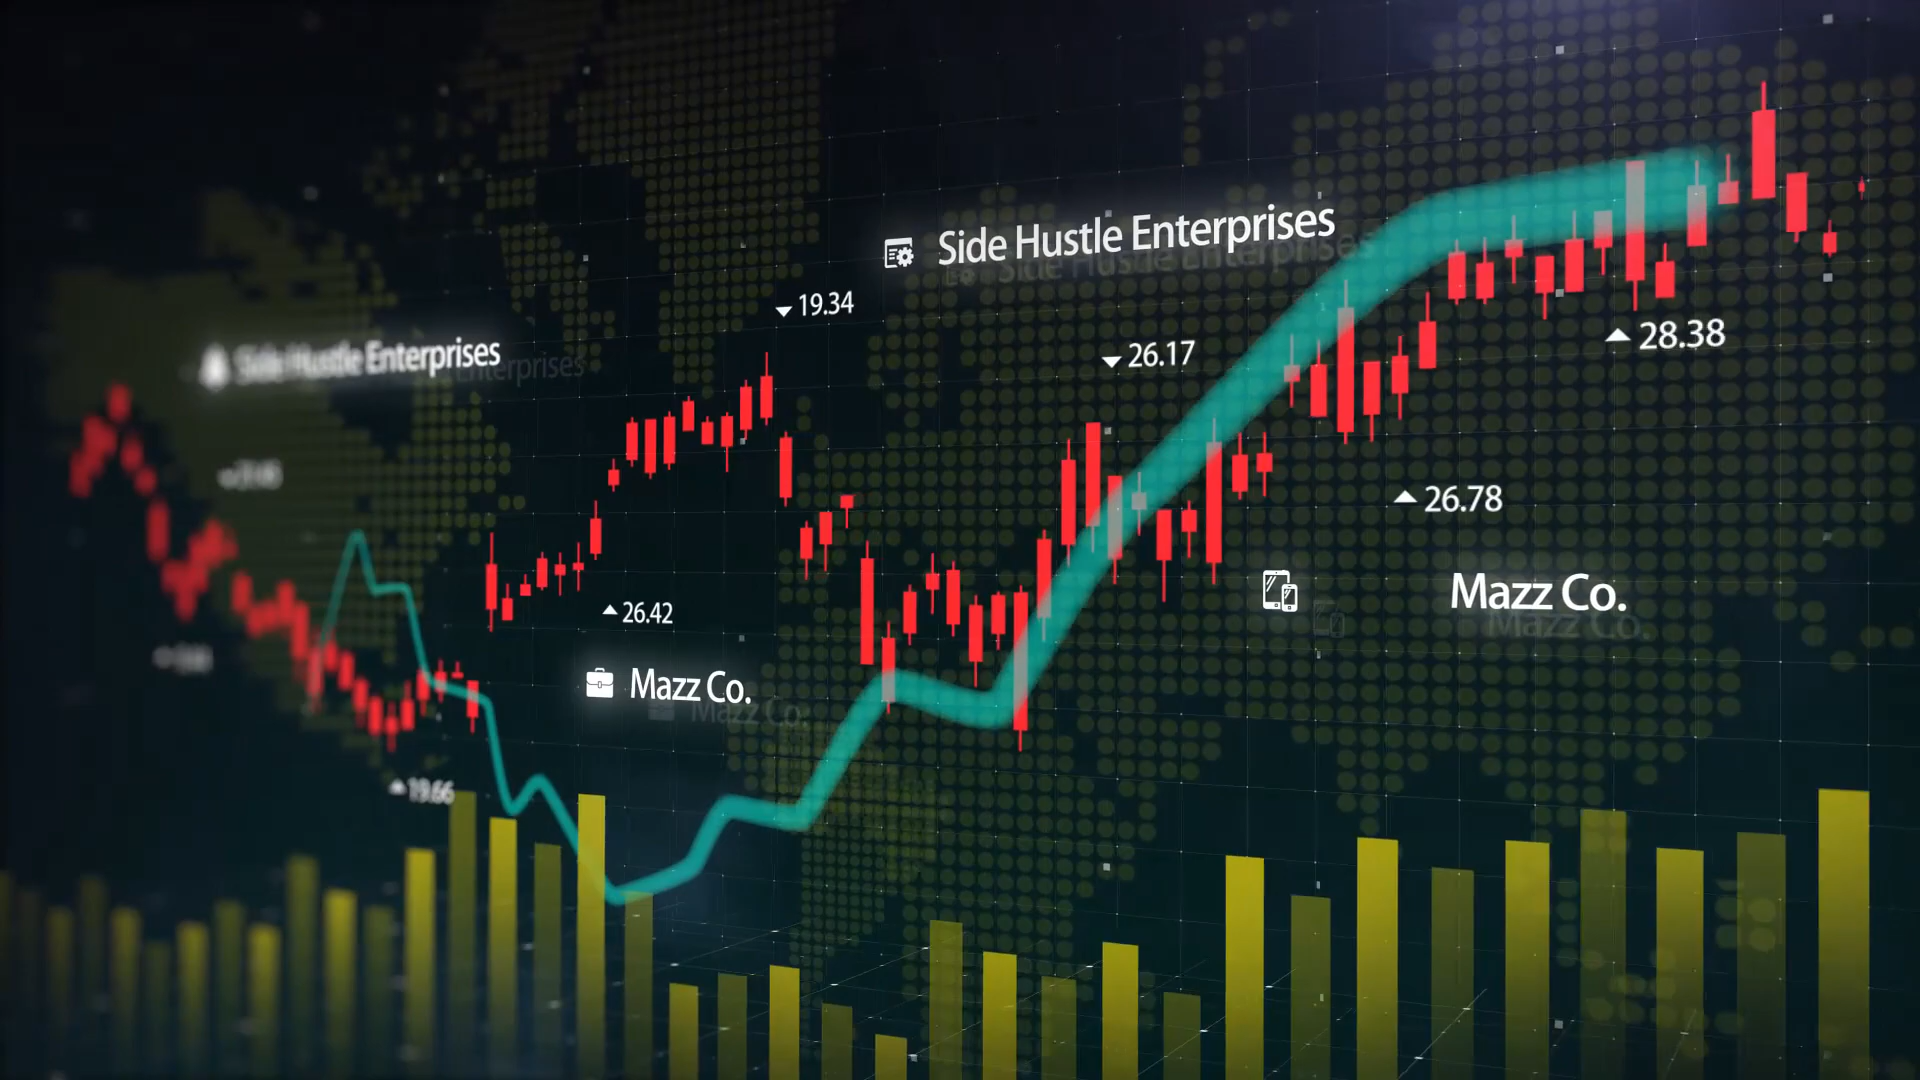 Side Hustle Enterprises
19.34
26.17
28.38
Side Hustle Enterprises
26.78
26.42
Mazz Co.
Mazz Co.
19.66